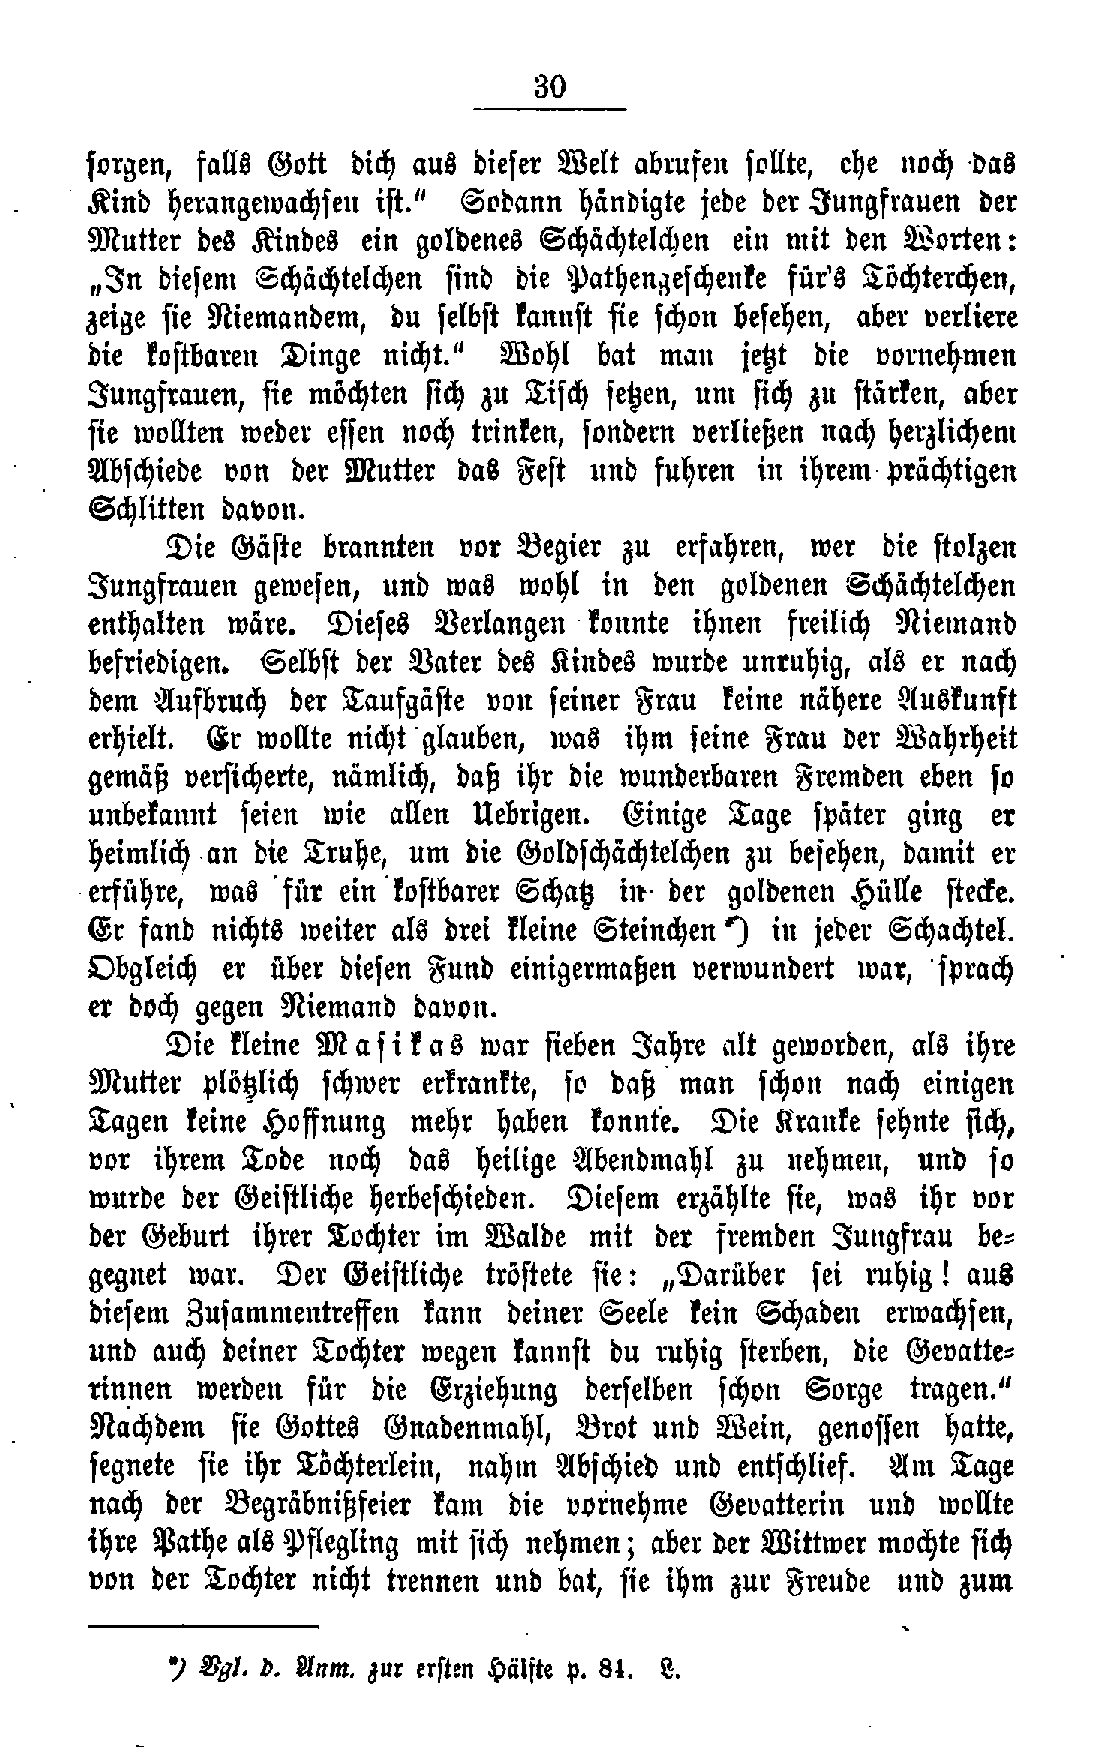 30
sorgen, falls Gott dich aus dieser Welt abrufen sollte, ehe noch das
Kind herangewachsen ist." Sodann händigte jede der Jungfrauen der
Mutter des Kindes ein goldenes Schächtelchen ein mit den Worten:
„In diesem Schächtelchen sind die Pathengeschenke für's Töchterchen,
zeige sie Niemandem, du selbst kannst sie schon besehen, aber verliere
die kostbaren Dinge nicht." Wohl bat man jetzt die vornehmen
Jungfrauen, sie möchten sich zu Tisch setzen, um sich zu stärken, aber
sie wollten weder essen noch trinken, sondern verließen nach herzlichem
Abschiede von der Mutter das Fest und fuhren in ihrem prächtigen
Schlitten davon.
Die Gäste brannten vor Begier zu erfahren, wer die stolzen
Jungfrauen gewesen, und was wohl in den goldenen Schächtelchen
enthalten wäre. Dieses Verlangen konnte ihnen freilich Niemand
befriedigen. Selbst der Vater des Kindes wurde unruhig, als er nach
dem Aufbruch der Taufgäste von seiner Frau keine nähere Auskunft
erhielt. Er wollte nicht glauben, was ihm seine Frau der Wahrheit
gemäß versicherte, nämlich, daß ihr die wunderbaren Fremden eben so
unbekannt seien wie allen Uebrigen. Einige Tage später ging er
heimlich an die Truhe, um die Goldschächtelchen zu besehen, damit er
erführe, was für ein kostbarer Schatz in der goldenen Hülle stecke.
Er fand nichts weiter als drei kleine Steinchen *) in jeder Schachtel.
Obgleich er über diesen Fund einigermaßen verwundert war, sprach
er doch gegen Niemand davon.
Die kleine Masikas war sieben Jahre alt geworden, als ihre
Mutter plötzlich schwer erkrankte, so daß man schon nach einigen
Tagen keine Hoffnung mehr haben konnte. Die Kranke sehnte sich,
vor ihrem Tode noch das heilige Abendmahl zu nehmen, und so
wurde der Geistliche herbeschieden. Diesem erzählte sie, was ihr vor
der Geburt ihrer Tochter im Walde mit der fremden Jungfrau be-
gegnet war. Der Geistliche tröstete sie: „Darüber sei ruhig! aus
diesem Zusammentreffen kann deiner Seele kein Schaden erwachsen,
und auch deiner Tochter wegen kannst du ruhig sterben, die Gevatte-
rinnen werden für die Erziehung derselben schon Sorge tragen."
Nachdem sie Gottes Gnadenmahl, Brot und Wein, genossen hatte,
segnete sie ihr Töchterlein, nahm Abschied und entschlief. Am Tage
nach der Begräbnißfeier kam die vornehme Gevatterin und wollte
ihre Pathe als Pflegling mit sich nehmen; aber der Wittwer mochte sich
von der Tochter nicht trennen und bat, sie ihm zur Freude und zum
*) Vgl. d. Anm. zur ersten Hälfte p. 84. L.